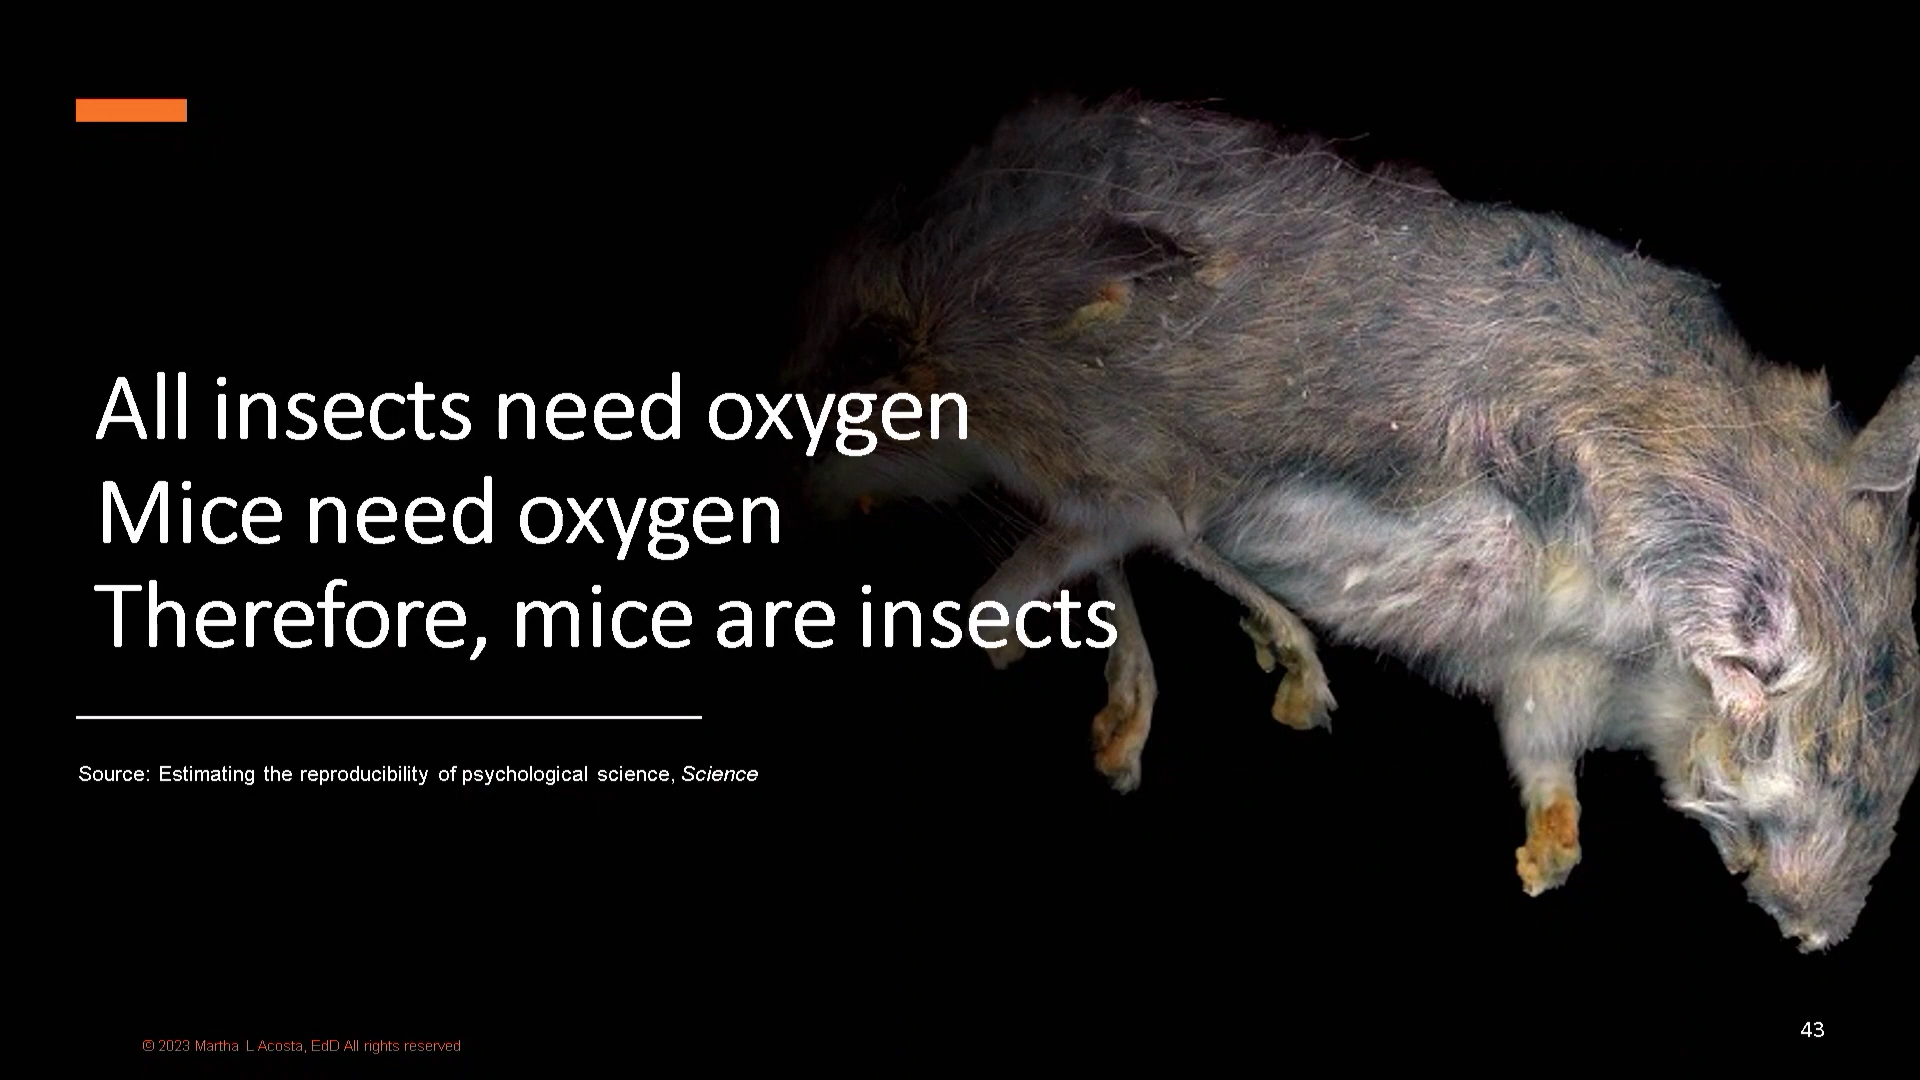 All insects need oxygen
Mice need oxygen
Therefore, mice are insects
Source: Estimating the reproducibility of psychological science, Science
© 2023 Martha L Acosta, EdD All rights reserved
43